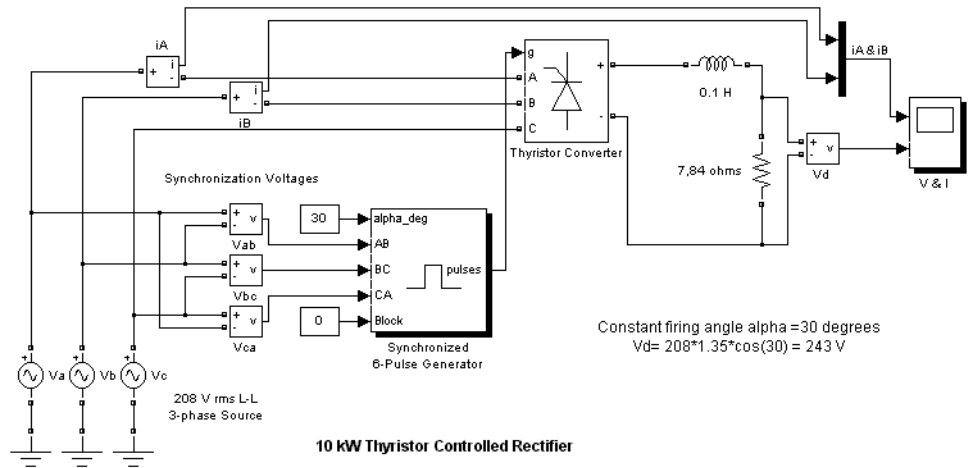 iA
i
+
-
iB
i
+
-
g
A
B
C
+
-
Thyristor Converter
0.1 H
7,84 ohms
iA & iB
+
-
v
Vd
V & I
Synchronization Voltages
+
-
v
Vab
+
-
v
Vbc
+
-
v
Vca
30
0
alpha_deg
AB
BC
CA
Block
pulses
Synchronized
6-Pulse Generator
Constant firing angle alpha =30 degrees
Vd= 208*1.35*cos(30) = 243 V
+
Va
+
Vb
+
Vc
208 V rms L-L
3-phase Source
10 kW Thyristor Controlled Rectifier